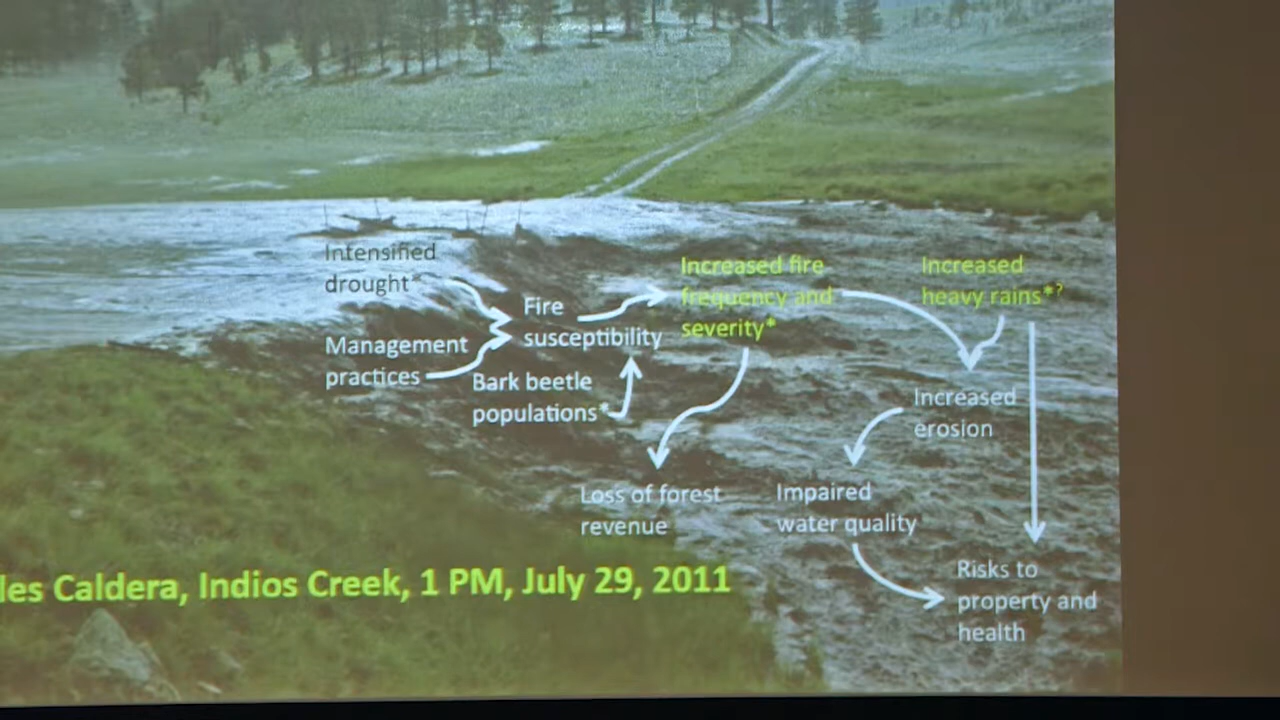 Intensified
drought*
Management
practices
Fire
susceptibility
Bark beetle
populations*
Increased fire
frequency and
severity*
Increased
heavy rains*?
Increased
erosion
Loss of forest
revenue
Impaired
water quality
Risks to
property and
health
les Caldera, Indios Creek, 1 PM, July 29, 2011